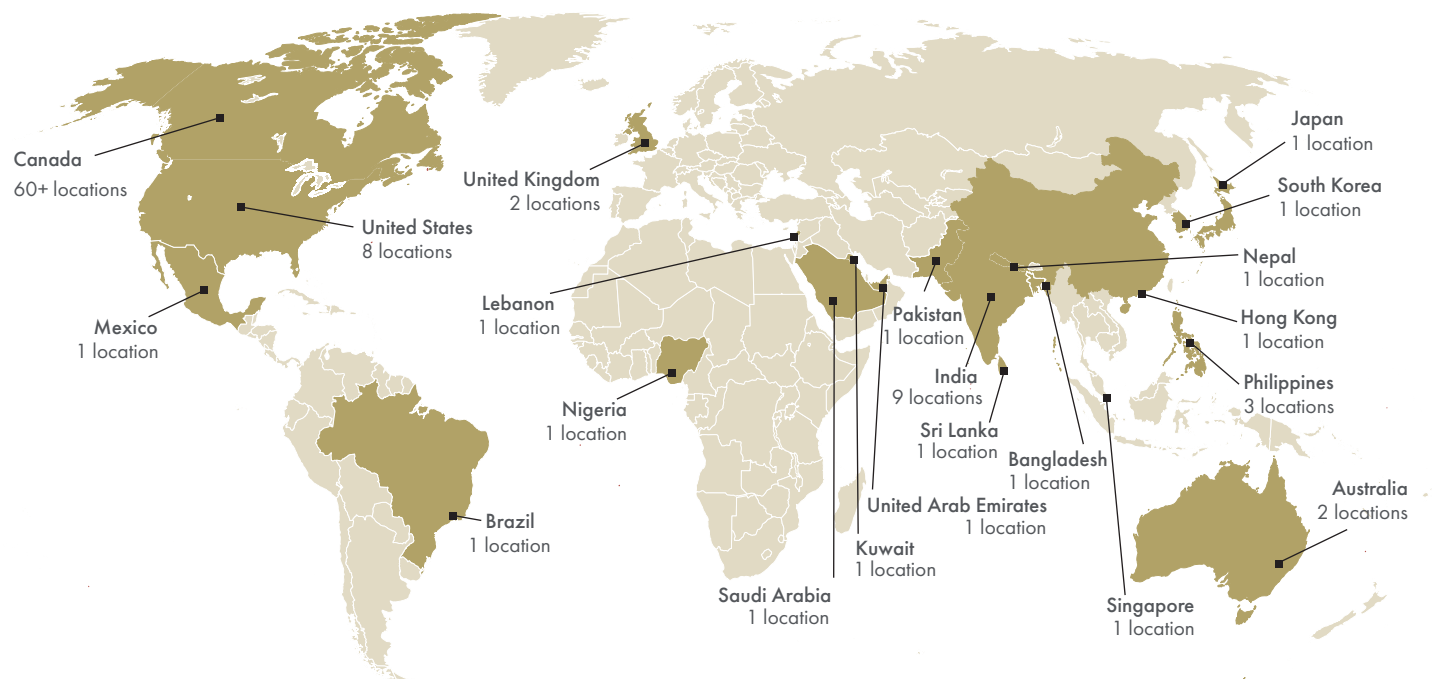 Canada
60+ locations
United States
8 locations
Mexico
1 location
Brazil
1 location
United Kingdom
2 locations
Lebanon
1 location
Nigeria
1 location
Saudi Arabia
1 location
Kuwait
1 location
United Arab Emirates
1 location
Pakistan
1 location
India
9 locations
Sri Lanka
1 location
Bangladesh
1 location
Singapore
1 location
Japan
1 location
South Korea
1 location
Nepal
1 location
Hong Kong
1 location
Philippines
3 locations
Australia
2 locations